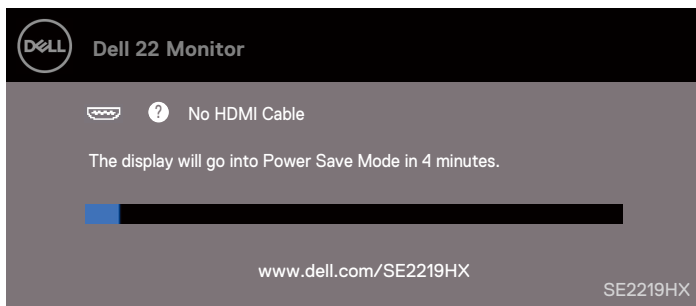 DELL
Dell 22 Monitor
? No HDMI Cable
The display will go into Power Save Mode in 4 minutes.
www.dell.com/SE2219HX
SE2219HX